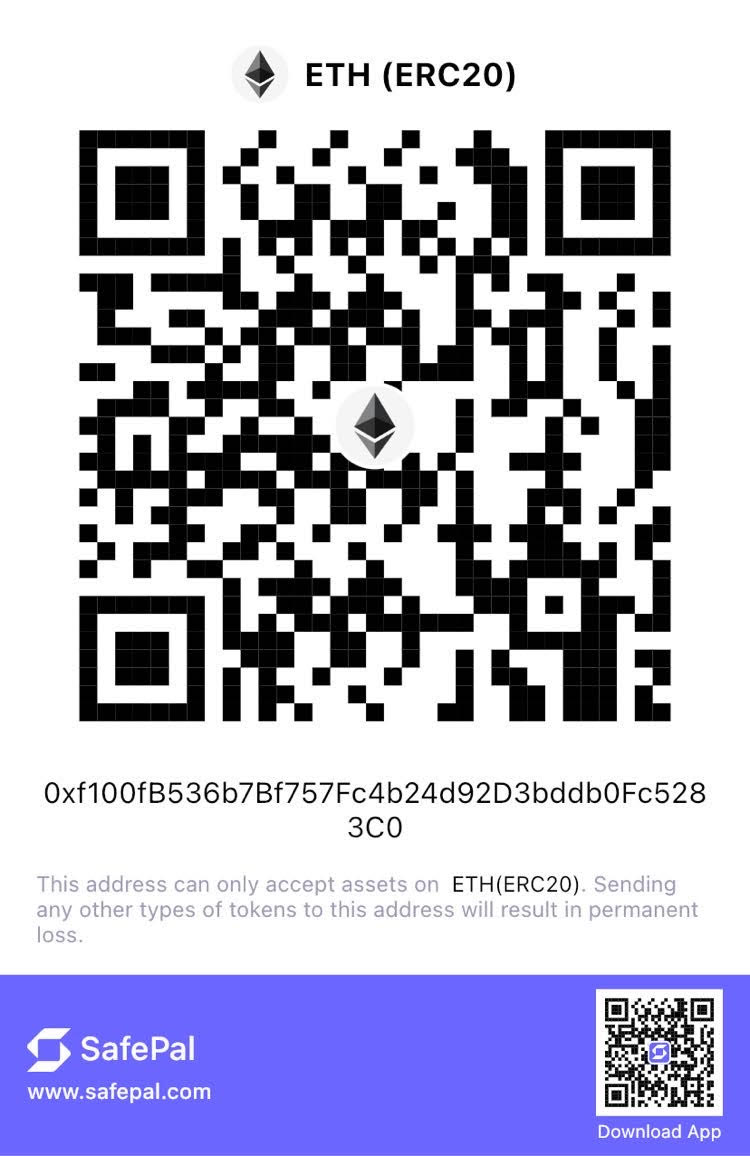 ETH (ERC20)
0xf100fB536b7Bf757Fc4b24d92D3bddb0Fc528
3C0
This address can only accept assets on ETH(ERC20). Sending
any other types of tokens to this address will result in permanent
loss.
SafePal
www.safepal.com
Download App